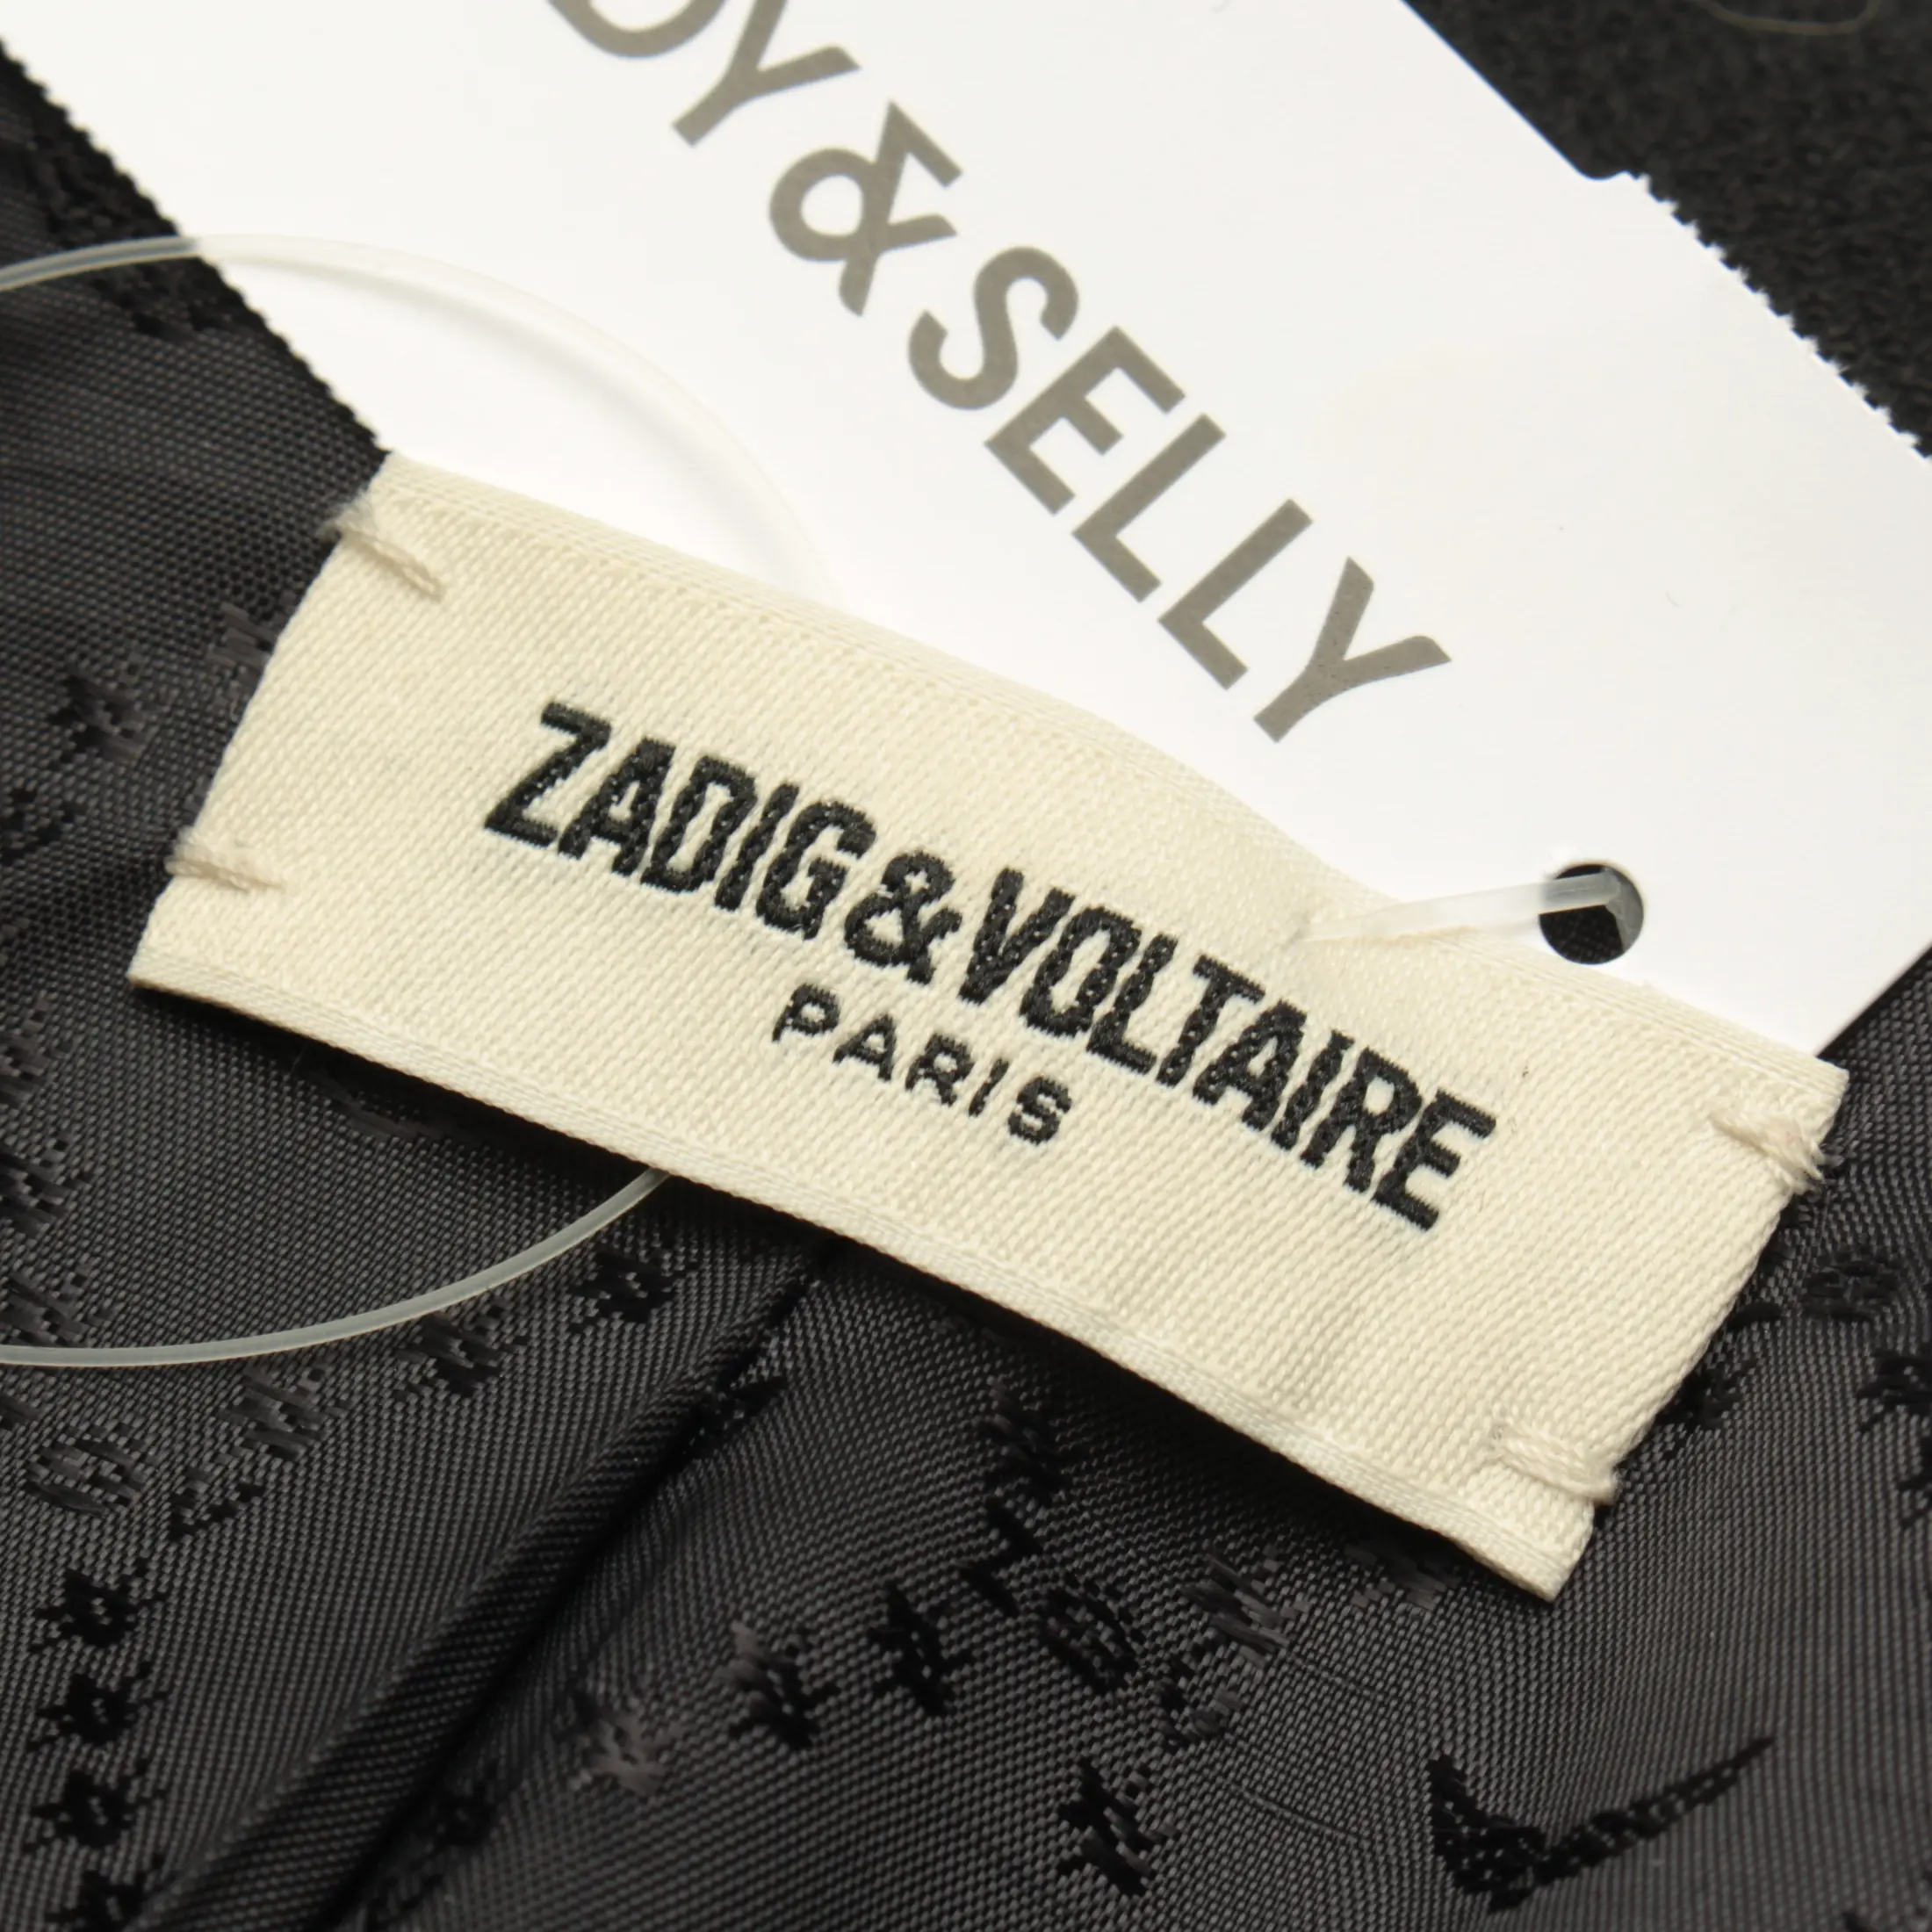 DY & SELLY
ZADIG & VOLTAIRE
PARIS